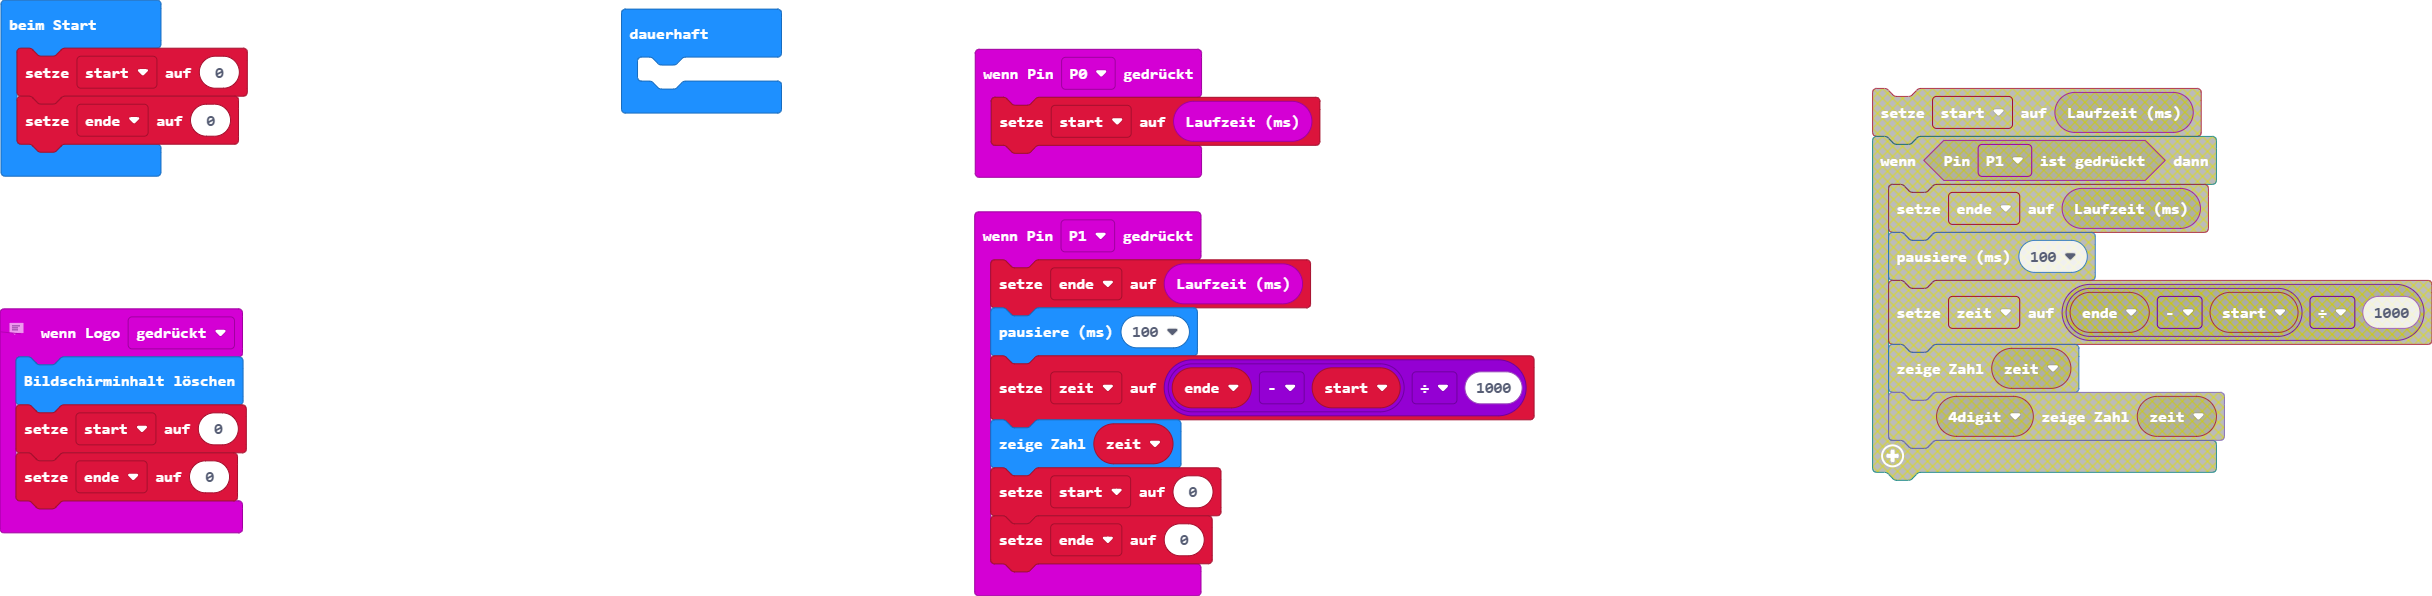 beim Start
setze start auf 0
setze ende auf 0
wenn Logo gedrückt
Bildschirminhalt löschen
setze start auf 0
setze ende auf 0
dauerhaft
wenn Pin P0 gedrückt
setze start auf Laufzeit (ms)
wenn Pin P1 gedrückt
setze ende auf Laufzeit (ms)
pausiere (ms) 100
setze zeit auf ende - start ÷ 1000
zeige Zahl zeit
setze start auf 0
setze ende auf 0
setze start auf Laufzeit (ms)
wenn Pin P1 ist gedrückt dann
setze ende auf Laufzeit (ms)
pausiere (ms) 100
setze zeit auf ende - start ÷ 1000
zeige Zahl zeit
4digit zeige Zahl zeit